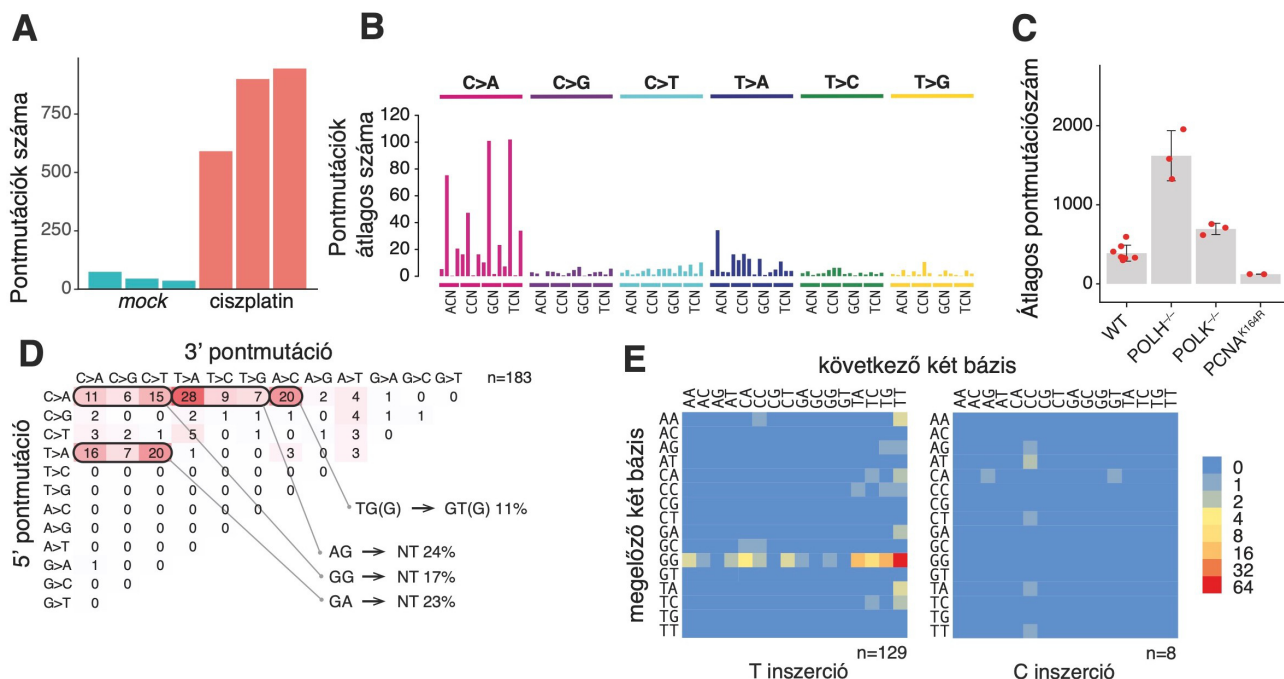 A
Pontmutációk száma
750
500
250
0
mock
ciszplatin
B
Pontmutációk
átlagos száma
C>A C>G C>T T>A T>C T>G
120
100
80
60
40
20
0
ACN CCN GCN TCN ACN CCN GCN TCN ACN CCN GCN TCN ACN CCN GCN TCN ACN CCN GCN TCN ACN CCN GCN TCN
C
Átlagos pontmutációszám
2000
1000
0
WT
POLH-/-
POLK-/-
PCNAK164R
D
3' pontmutáció
C>A C>G C>T T>A T>C T>G A>C A>G A>T G>A G>C G>T
n=183
5' pontmutáció
C>A 11 6 15 28 9 7 20 2 4 1 0 0
C>G 2 0 0 2 1 1 1 0 4 1 1
C>T 3 2 1 5 0 1 0 1 3 0
T>A 16 7 20 1 0 0 3 0 3
T>C 0 0 0 0 0 0 0 0
T>G 0 0 0 0 0 0 0
A>C 0 0 0 0 0 0
A>G 0 0 0 0 0
A>T 0 0 0 0
G>A 1 0 0
G>C 0 0
G>T 0
TG(G) → GT(G) 11%
AG → NT 24%
GG → NT 17%
GA → NT 23%
E
következő két bázis
AA AC AG AT CA CC CG CT GA GC GG GT TA TC TG TT
AA AC AG AT CA CC CG CT GA GC GG GT TA TC TG TT
megelőző két bázis
AA
AC
AG
AT
CA
CC
CG
CT
GA
GC
GG
GT
TA
TC
TG
TT
n=129
T inszerció
AA
AC
AG
AT
CA
CC
CG
CT
GA
GC
GG
GT
TA
TC
TG
TT
n=8
C inszerció
0
1
2
4
8
16
32
64